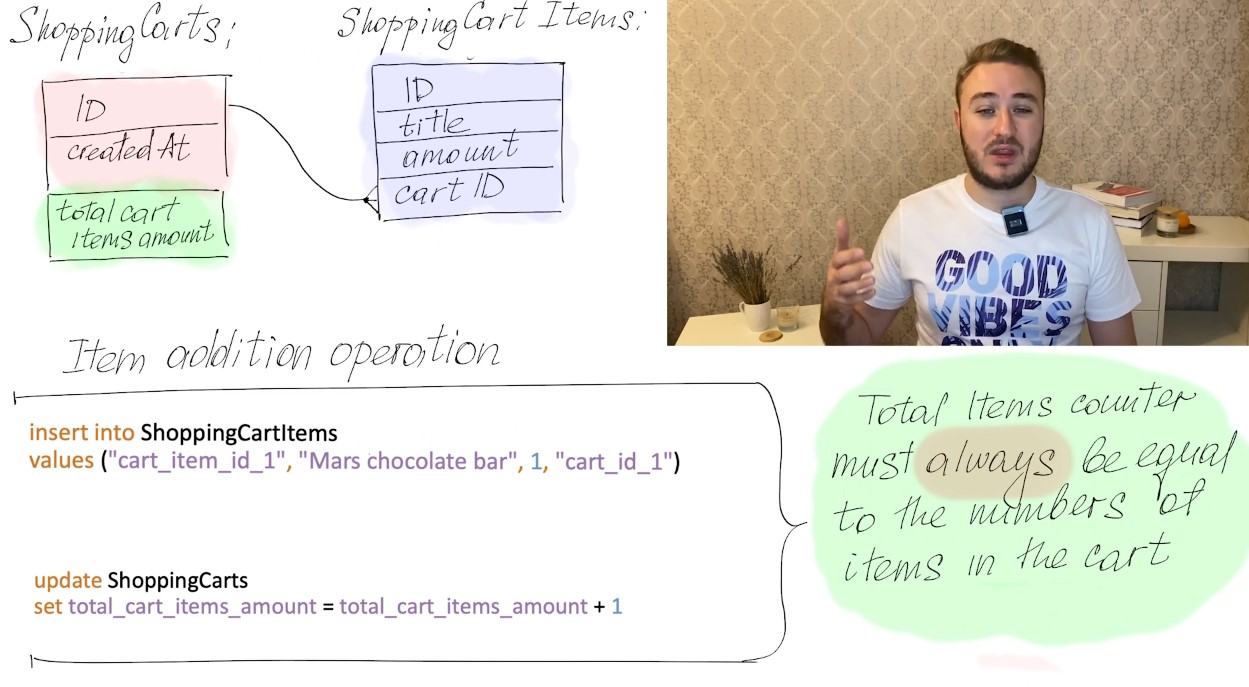 ShoppingCarts;
ID
created At
total cart
items amount
ShoppingCart Items:
ID
title
amount
cart ID
GOOD
VIBES
ONLY
Item addition operation
insert into ShoppingCartItems
values ("cart_item_id_1", "Mars chocolate bar", 1, "cart_id_1")
update ShoppingCarts
set total_cart_items_amount = total_cart_items_amount + 1
Total Items counter
must always be equal
to the numbers of
items in the cart